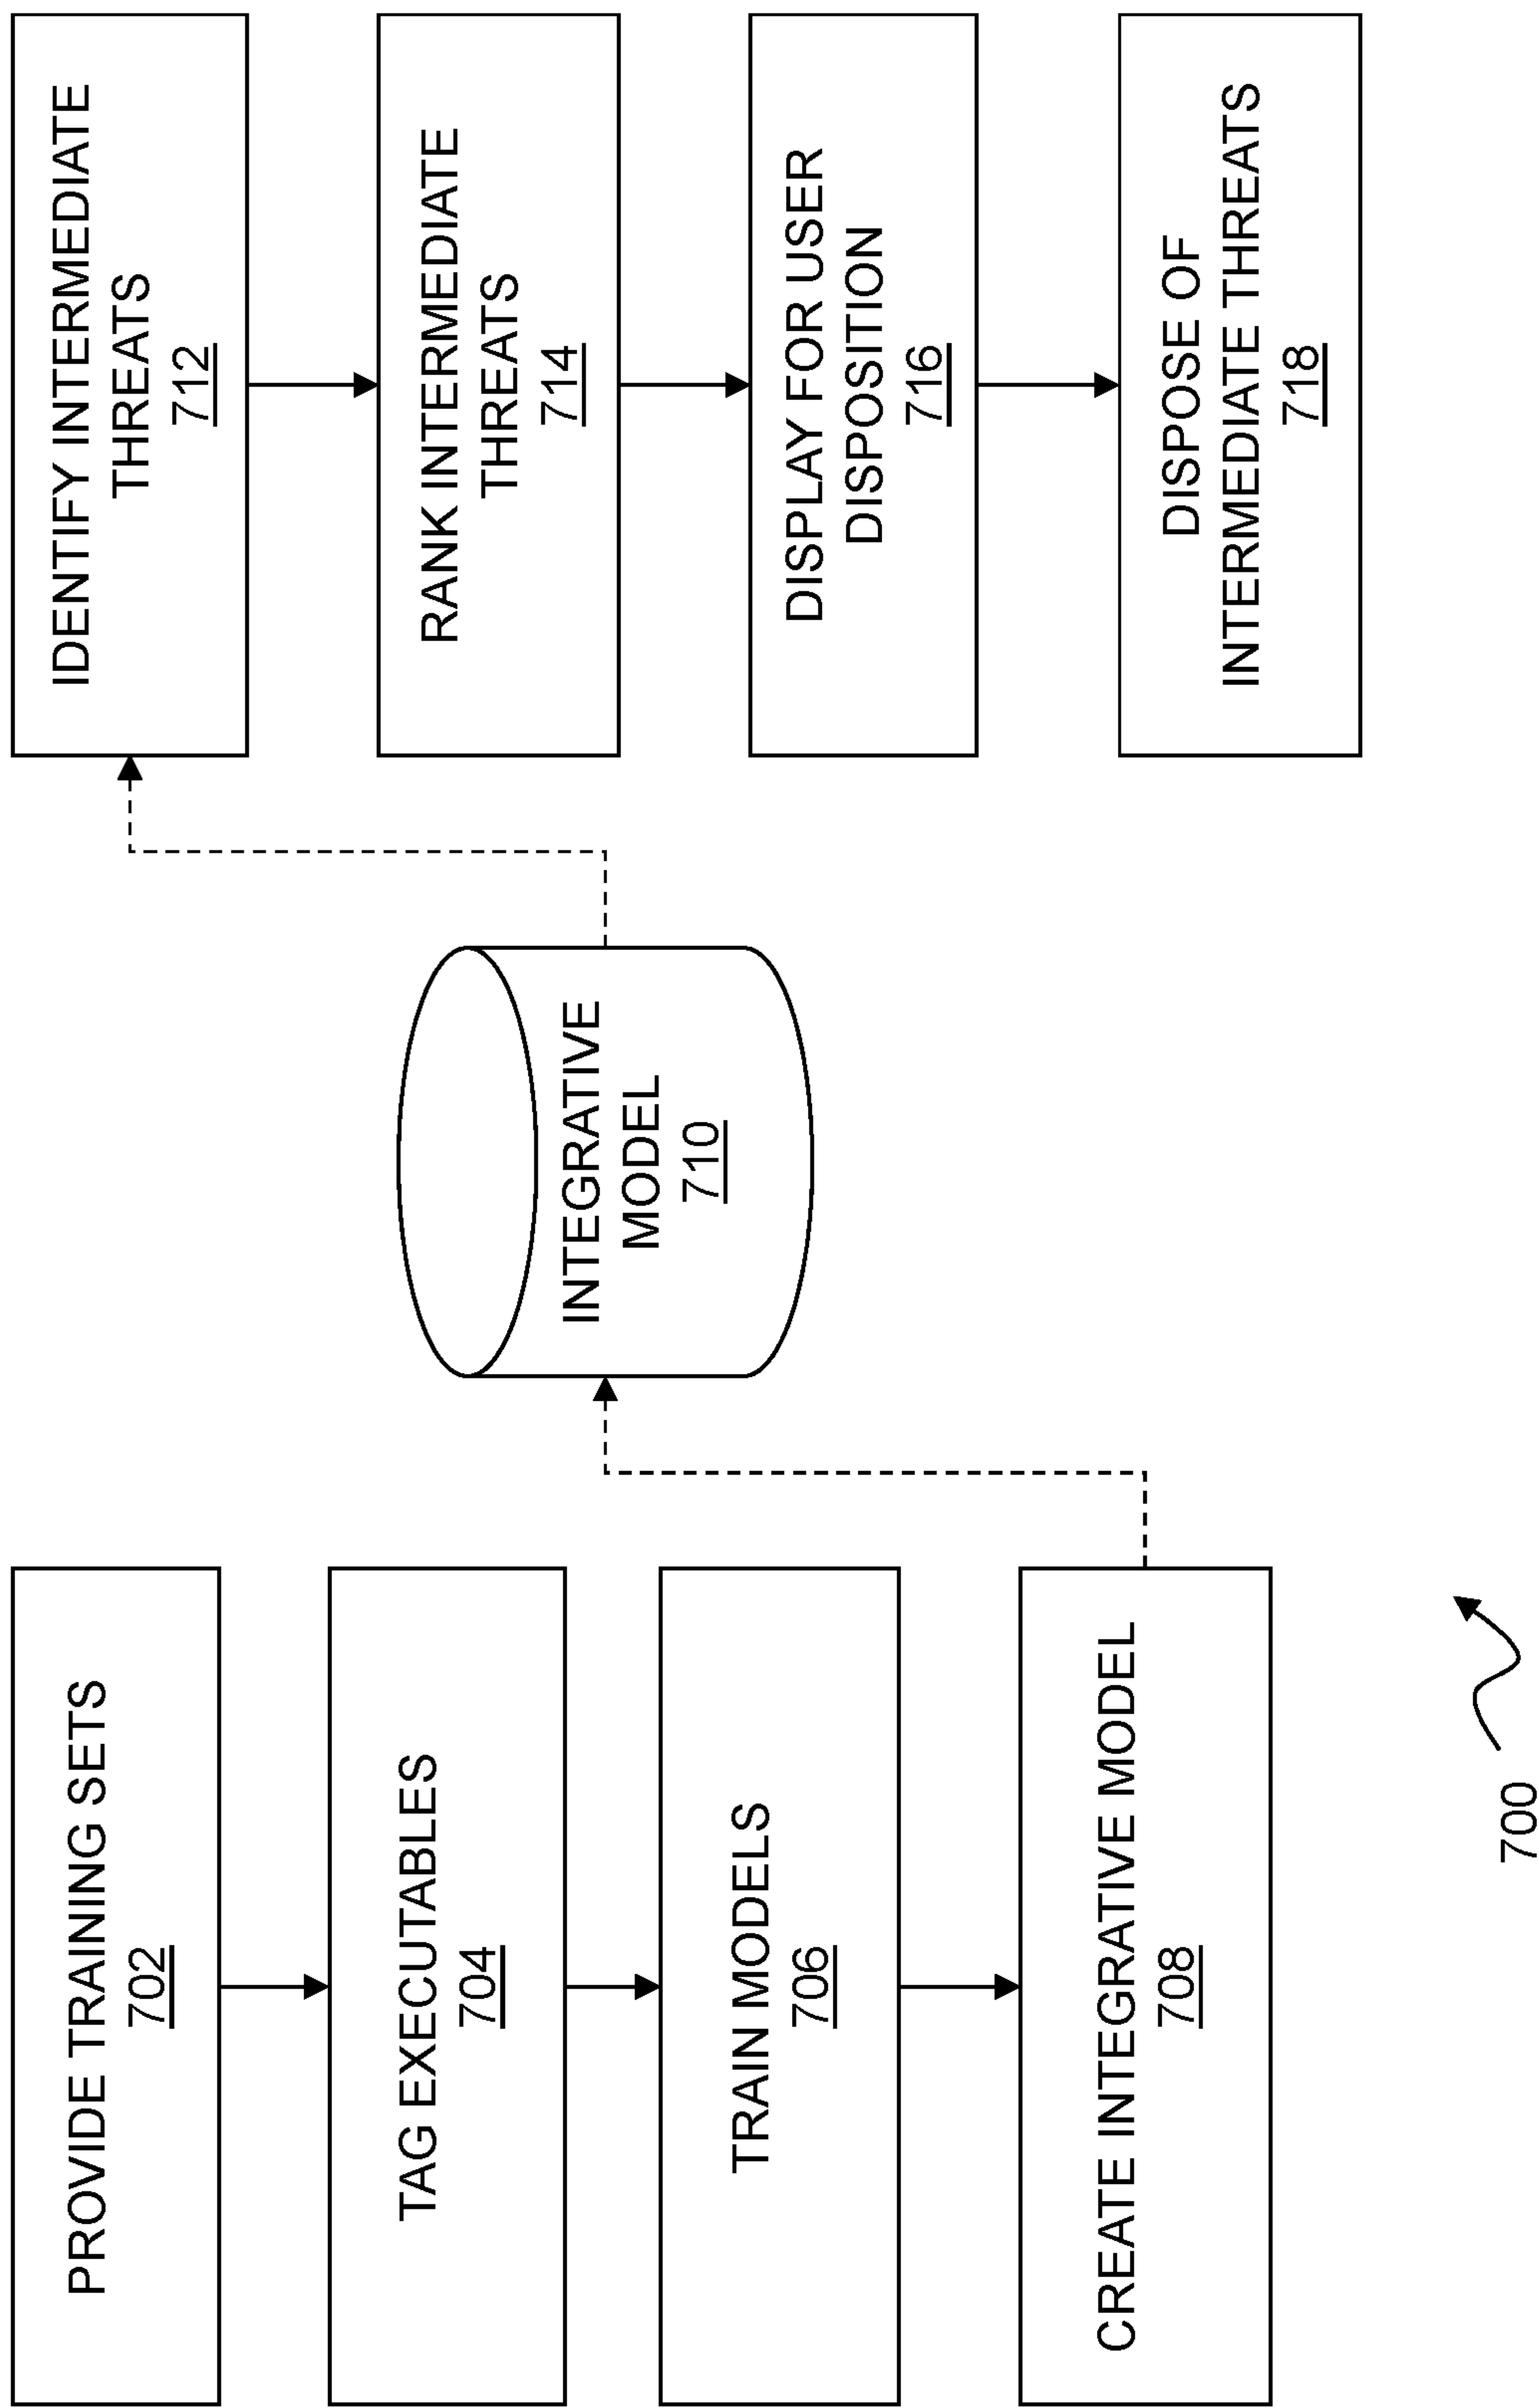 PROVIDE TRAINING SETS
702
TAG EXECUTABLES
704
TRAIN MODELS
706
CREATE INTEGRATIVE MODEL
708
INTEGRATIVE
MODEL
710
IDENTIFY INTERMEDIATE
THREATS
712
RANK INTERMEDIATE
THREATS
714
DISPLAY FOR USER
DISPOSITION
716
DISPOSE OF
INTERMEDIATE THREATS
718
700